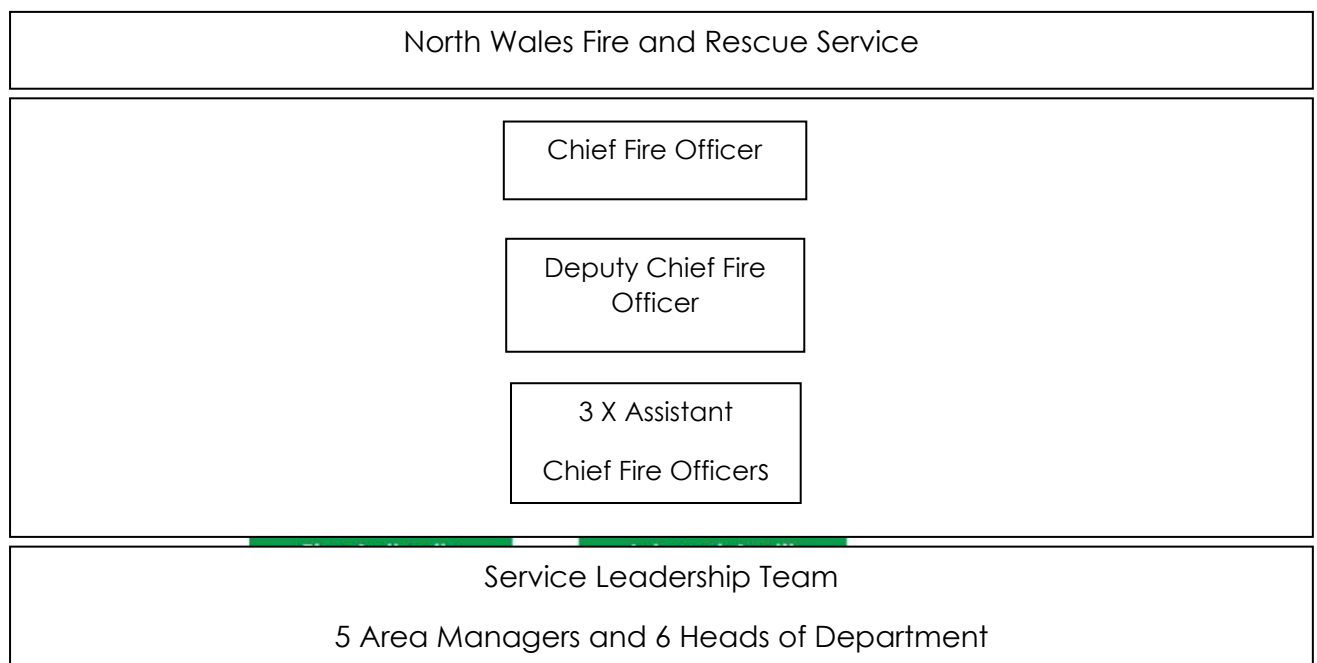 North Wales Fire and Rescue Service
Chief Fire Officer
Deputy Chief Fire
Officer
3 X Assistant
Chief Fire Officers
Service Leadership Team
5 Area Managers and 6 Heads of Department